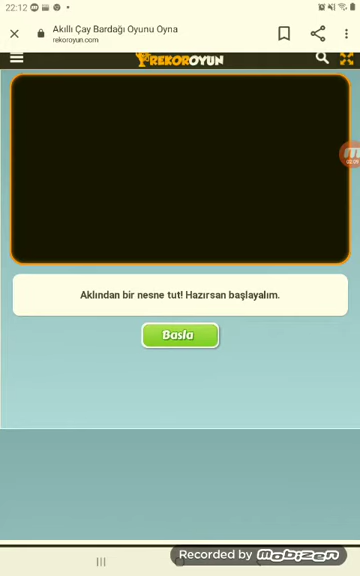 22:12
Akıllı Çay Bardağı Oyunu Oyna
rekoroyun.com
REKOROYUN
Aklından bir nesne tut! Hazırsan başlayalım.
Basla
Recorded by
mobizen